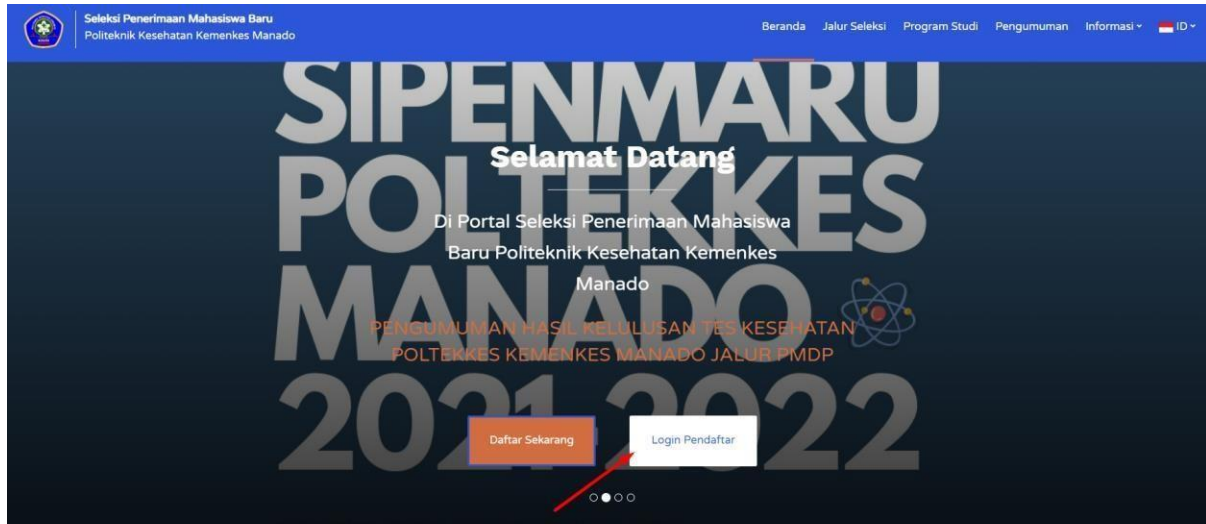 Seleksi Penerimaan Mahasiswa Baru
Politeknik Kesehatan Kemenkes Manado
Beranda Jalur Seleksi Program Studi Pengumuman Informasi ID
SIPENMARU
POLTEKKES
MANADO
2021-2022
Selamat Datang
Di Portal Seleksi Penerimaan Mahasiswa
Baru Politeknik Kesehatan Kemenkes
Manado
PENGUMUMAN HASIL KELULUSAN TES KESEHATAN
POLTEKKES KEMENKES MANADO JALUR PMDP
Daftar Sekarang
Login Pendaftar